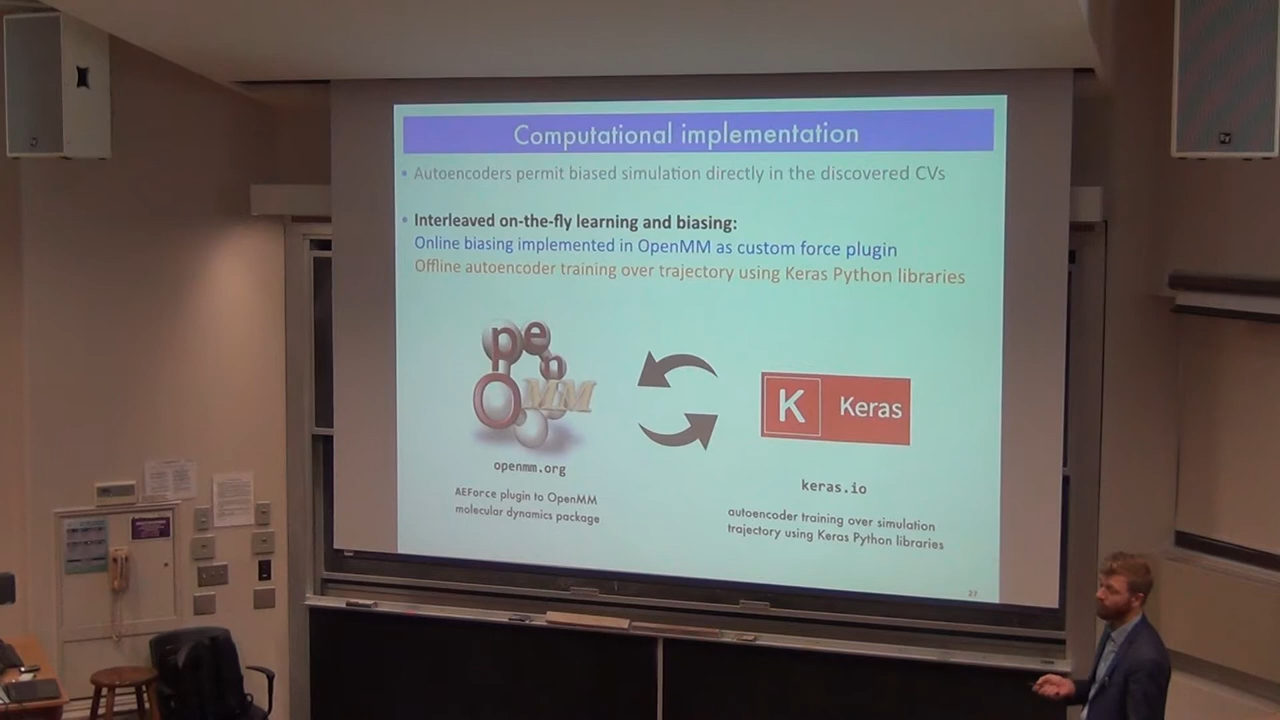 Computational implementation
• Autoencoders permit biased simulation directly in the discovered CVs
• Interleaved on-the-fly learning and biasing:
Online biasing implemented in OpenMM as custom force plugin
Offline autoencoder training over trajectory using Keras Python libraries
Open MM
K Keras
openmm.org
keras.io
AEForce plugin to OpenMM
molecular dynamics package
autoencoder training over simulation
trajectory using Keras Python libraries
27